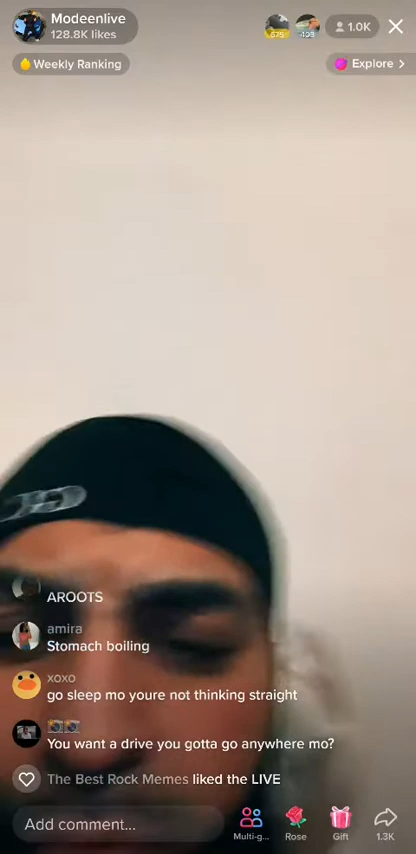 Modeenlive
128.8K likes
675
408
1.0K
Weekly Ranking
Explore
AROOTS
amira
Stomach boiling
xoxo
go sleep mo youre not thinking straight
You want a drive you gotta go anywhere mo?
The Best Rock Memes liked the LIVE
Add comment...
Multi-g...
Rose
Gift
1.3K